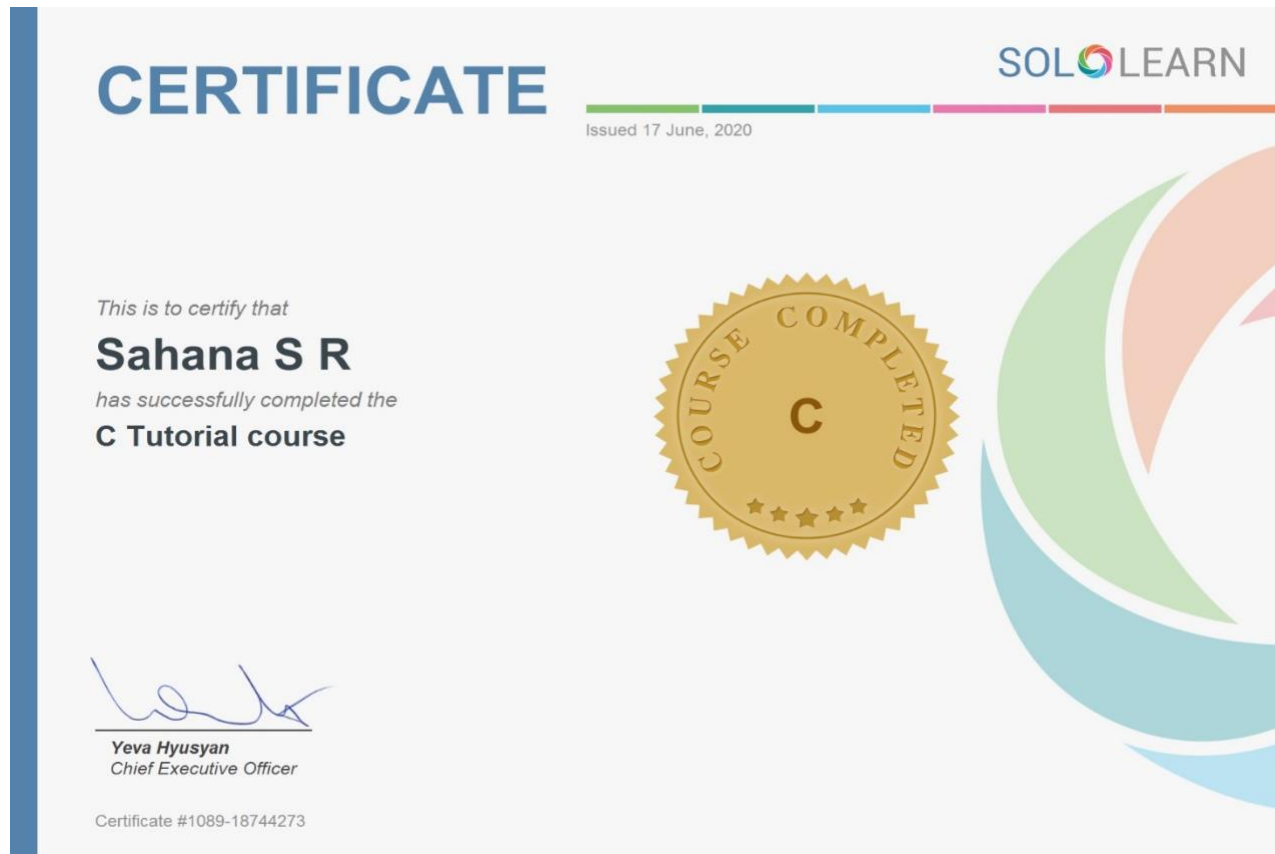 CERTIFICATE
SOLOLEARN
Issued 17 June, 2020
This is to certify that
Sahana S R
has successfully completed the
C Tutorial course
COURSE COMPLETED
C
Yeva Hyusyan
Chief Executive Officer
Certificate #1089-18744273